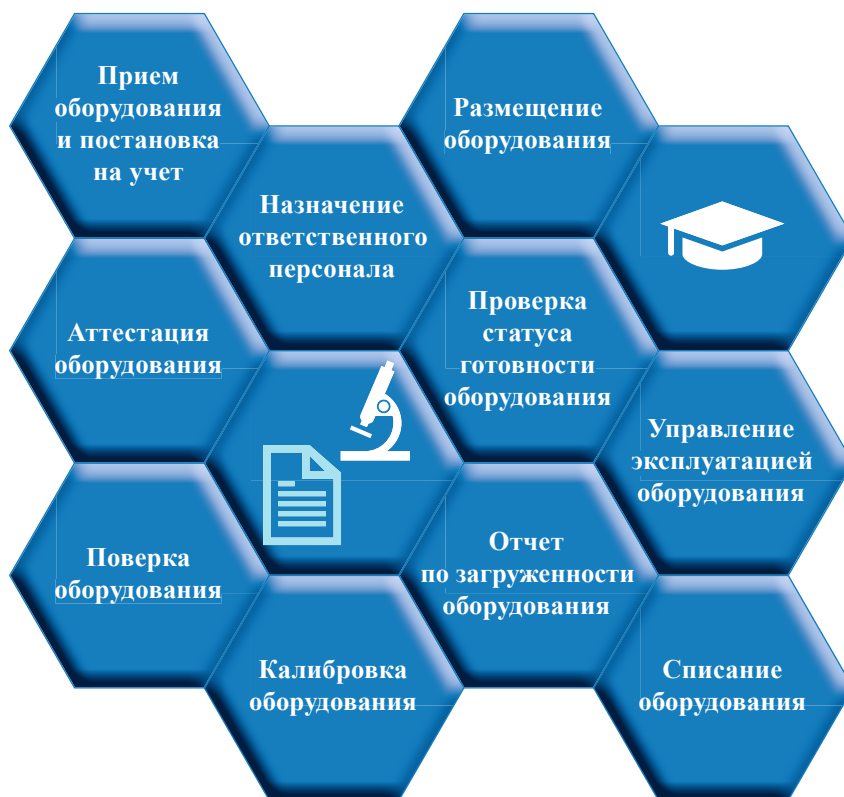 Прием
оборудования
и постановка
на учет
Размещение
оборудования
Назначение
ответственного
персонала
Проверка
статуса
готовности
оборудования
Аттестация
оборудования
Управление
эксплуатацией
оборудования
Отчет
по загруженности
оборудования
Поверка
оборудования
Калибровка
оборудования
Списание
оборудования